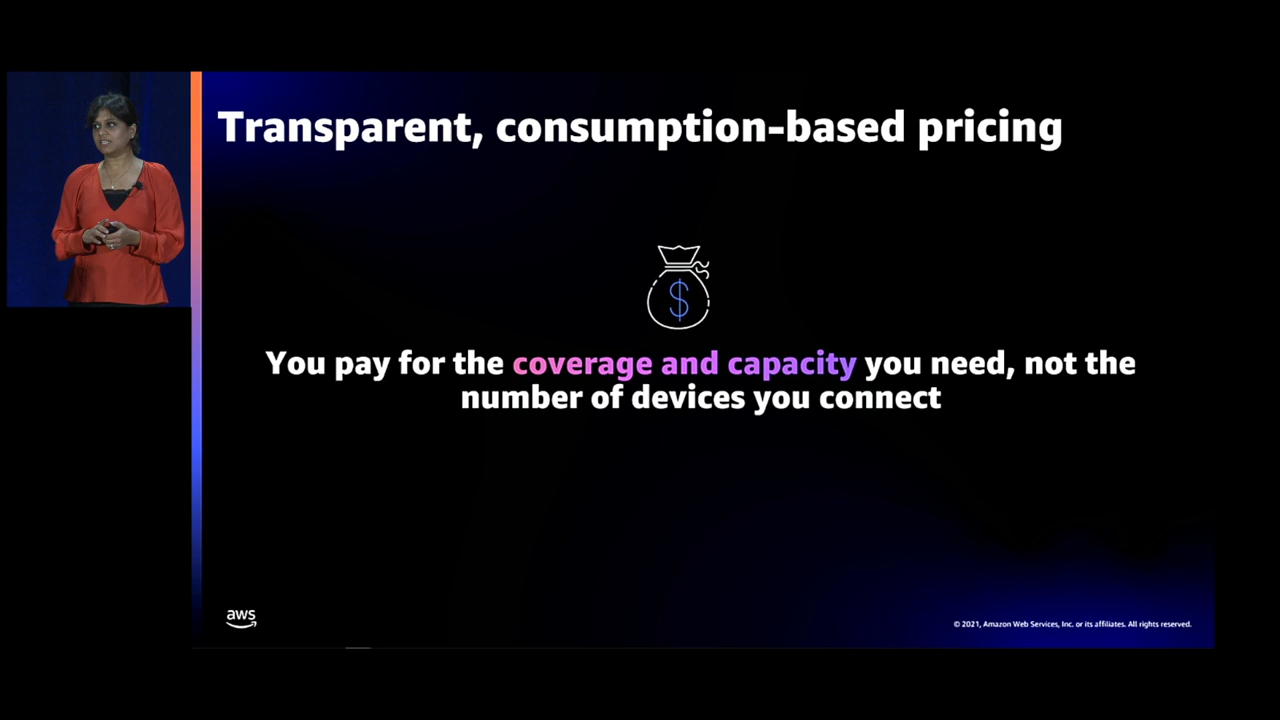 Transparent, consumption-based pricing
$
You pay for the coverage and capacity you need, not the
number of devices you connect
aws
© 2021, Amazon Web Services, Inc. or its affiliates. All rights reserved.